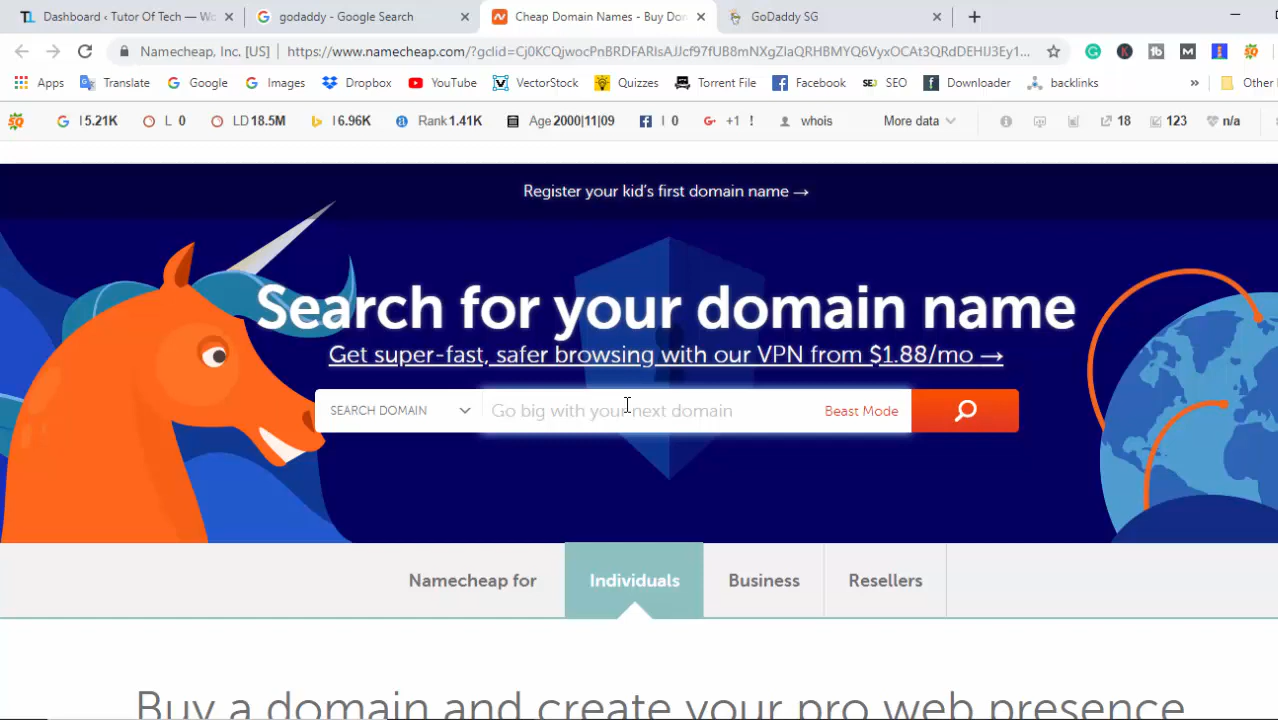 Dashboard ‹ Tutor Of Tech — Wo
godaddy - Google Search
Cheap Domain Names - Buy Dom
GoDaddy SG
Namecheap, Inc. [US] | https://www.namecheap.com/?gclid=
Apps Translate Google Images Dropbox YouTube VectorStock Quizzes Torrent File Facebook SEO Downloader backlinks » Other
SQ I 5.21K L 0 LD 18.5M I 6.96K Rank 1.41K Age 2000|11|09 I 0 +1 ! whois More data 18 123 n/a
Register your kid's first domain name →
Search for your domain name
Get super-fast, safer browsing with our VPN from $1.88/mo →
SEARCH DOMAIN Go big with your next domain Beast Mode
Namecheap for Individuals Business Resellers
Buy a domain and create your pro web presence